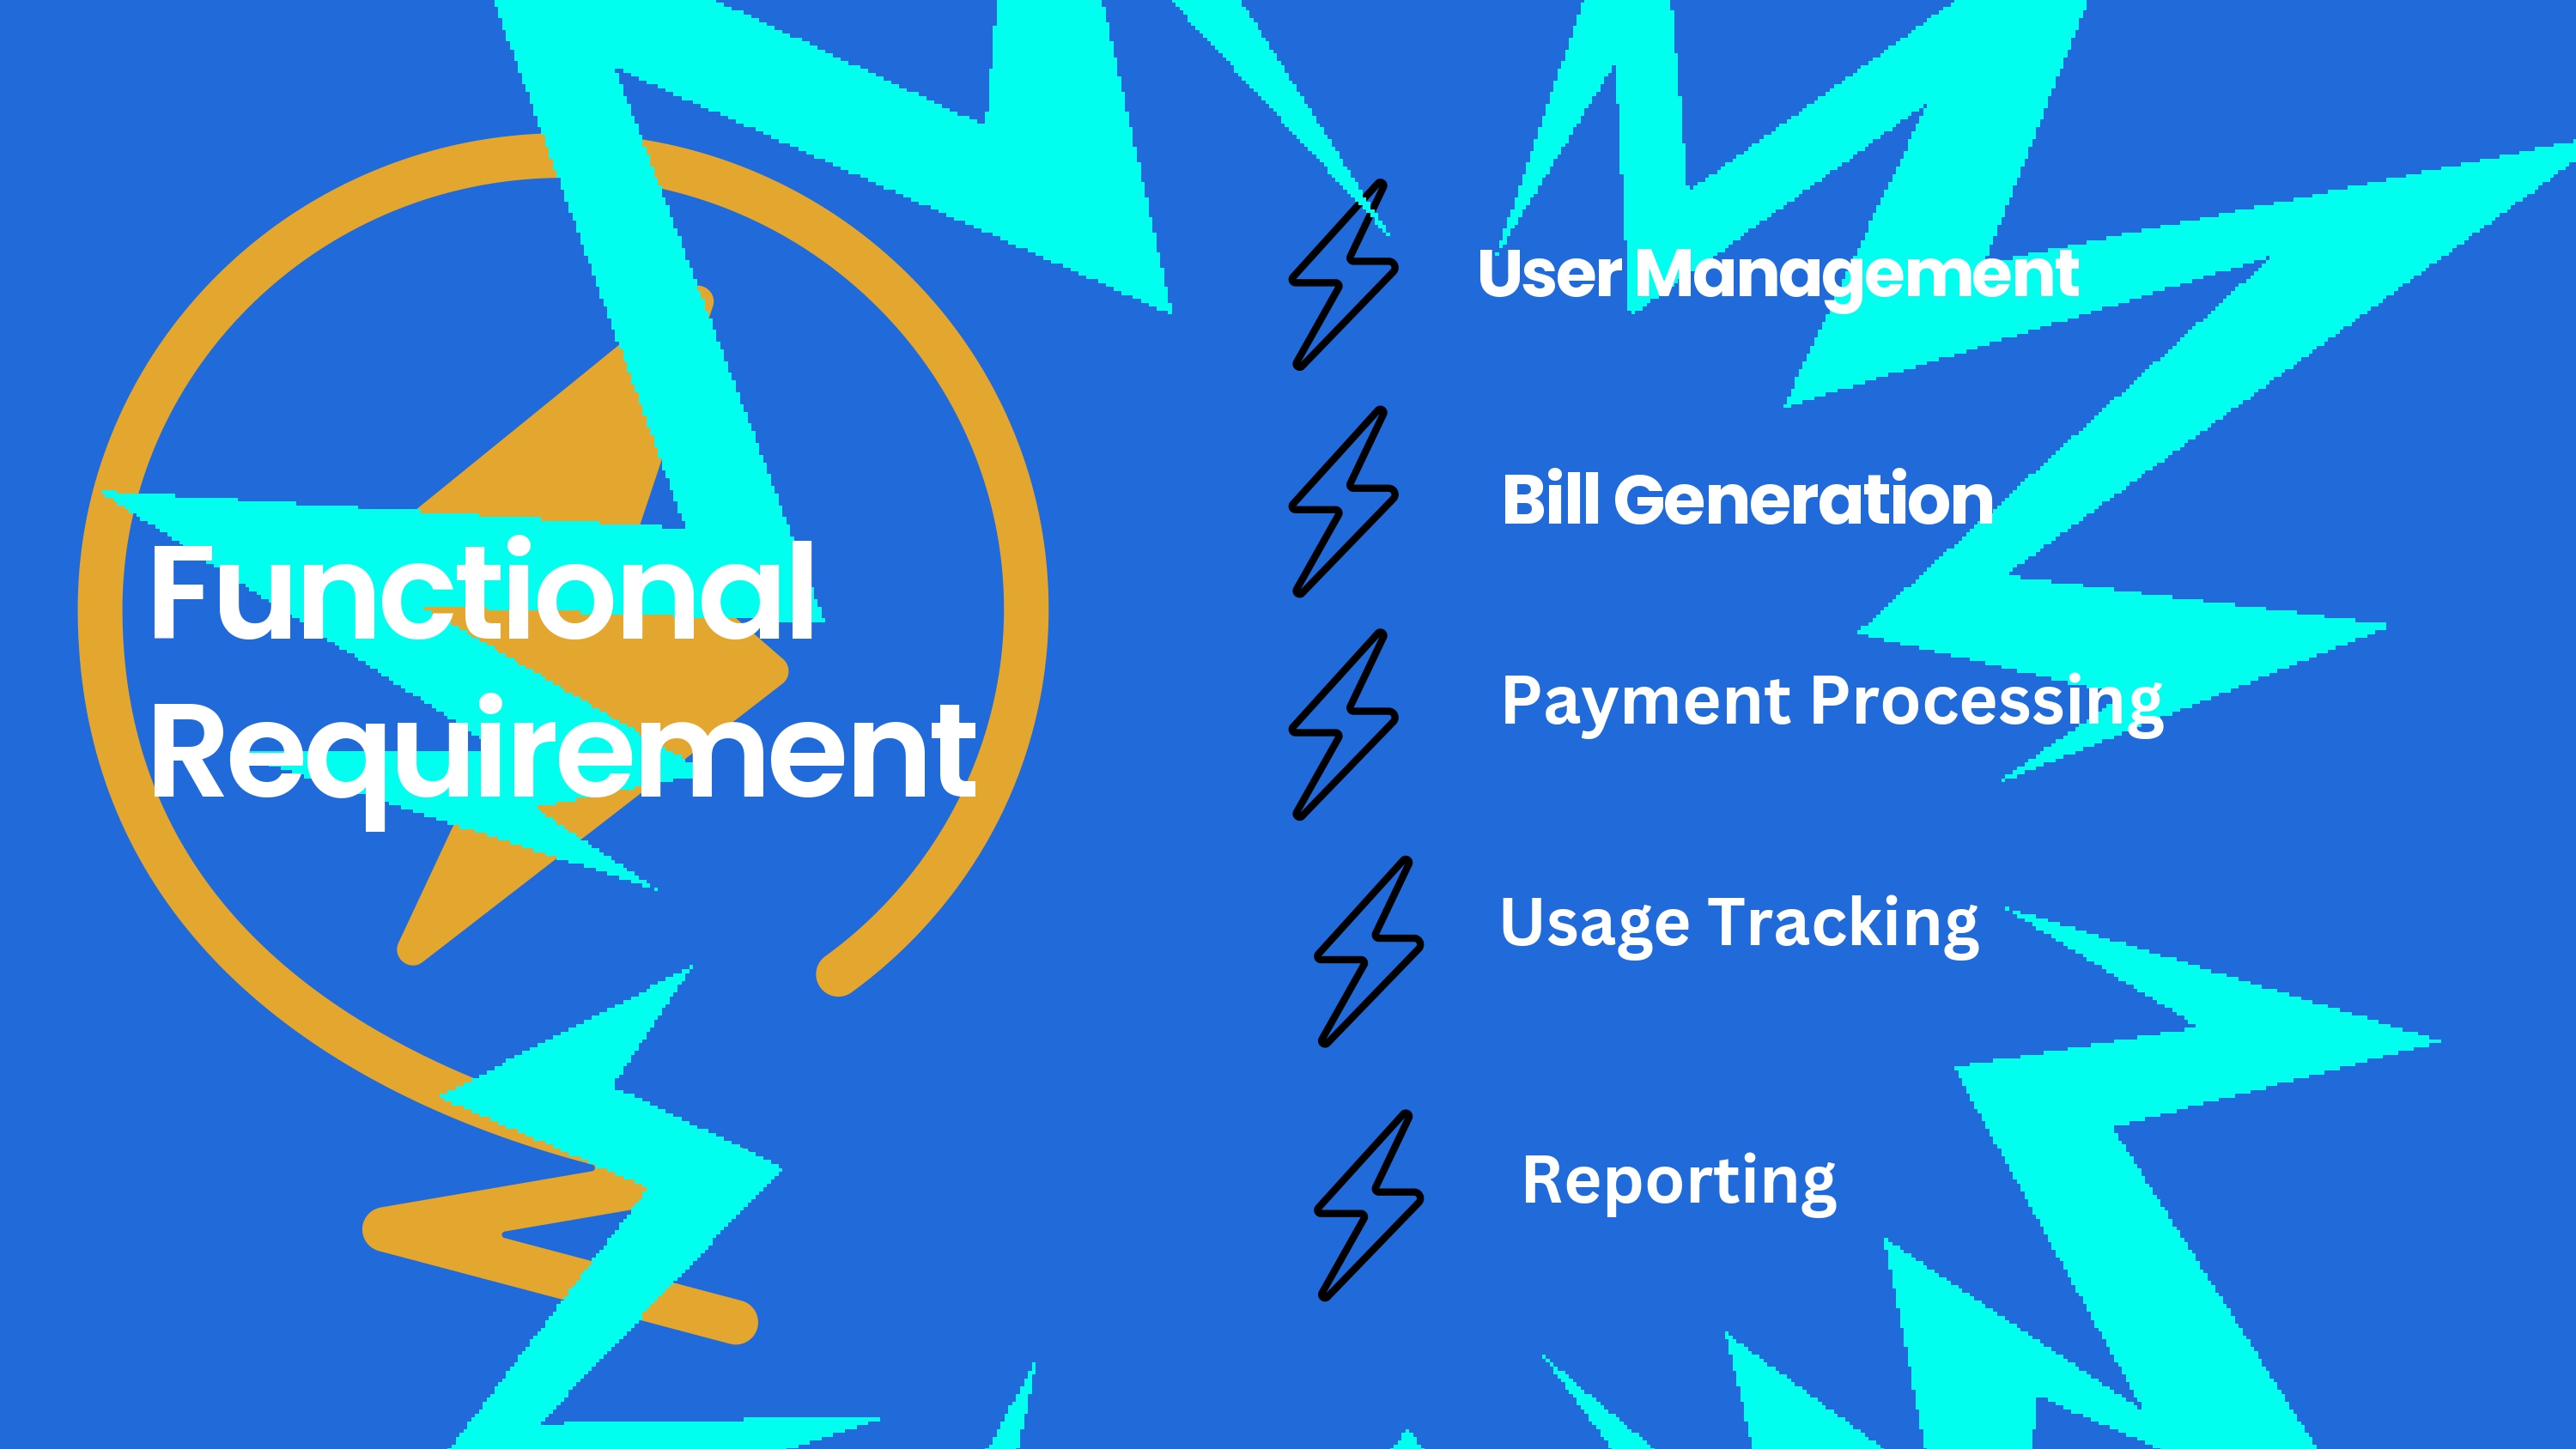 Functional
Requirement
User Management
Bill Generation
Payment Processing
Usage Tracking
Reporting